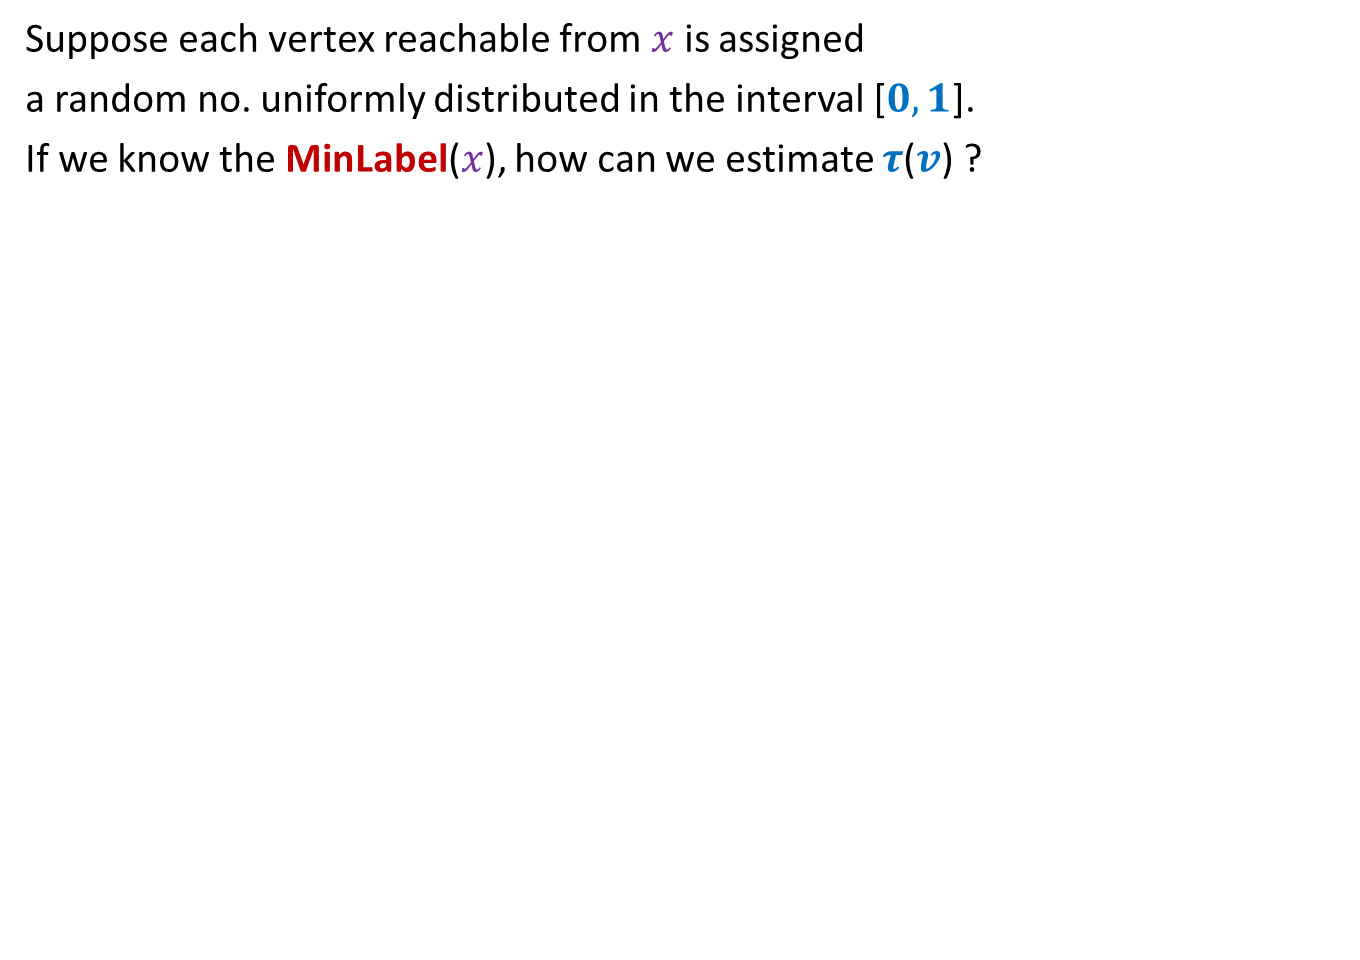 Suppose each vertex reachable from 𝑥 is assigned
a random no. uniformly distributed in the interval [0, 1].
If we know the MinLabel(𝑥), how can we estimate 𝝉(𝒗) ?